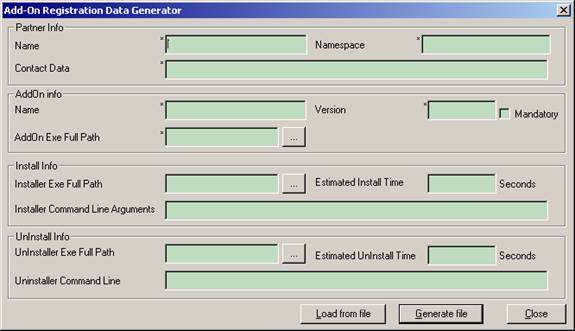 Add-On Registration Data Generator
Partner Info
Name * Namespace *
Contact Data *
AddOn info
Name * Version * Mandatory
AddOn Exe Full Path * ...
Install Info
Installer Exe Full Path ... Estimated Install Time Seconds
Installer Command Line Arguments
UnInstall Info
UnInstaller Exe Full Path ... Estimated UnInstall Time Seconds
Uninstaller Command Line
Load from file Generate file Close